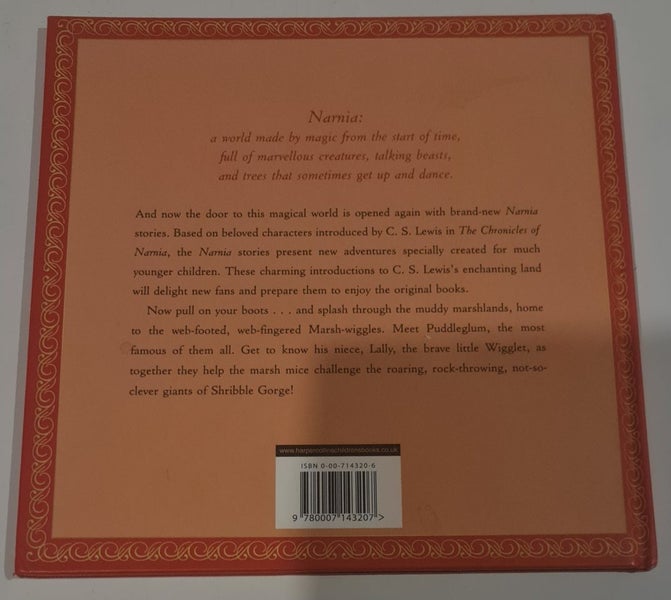 Narnia:
a world made by magic from the start of time,
full of marvellous creatures, talking beasts,
and trees that sometimes get up and dance.
And now the door to this magical world is opened again with brand-new Narnia
stories. Based on beloved characters introduced by C. S. Lewis in The Chronicles of
Narnia, the Narnia stories present new adventures specially created for much
younger children. These charming introductions to C. S. Lewis's enchanting land
will delight new fans and prepare them to enjoy the original books.
Now pull on your boots . . . and splash through the muddy marshlands, home
to the web-footed, web-fingered Marsh-wiggles. Meet Puddleglum, the most
famous of them all. Get to know his niece, Lally, the brave little Wigglet, as
together they help the marsh mice challenge the roaring, rock-throwing, not-so-
clever giants of Shribble Gorge!
www.harpercollinschildrensbooks.co.uk
ISBN 0-00-714320-6
9 780007 143207 >